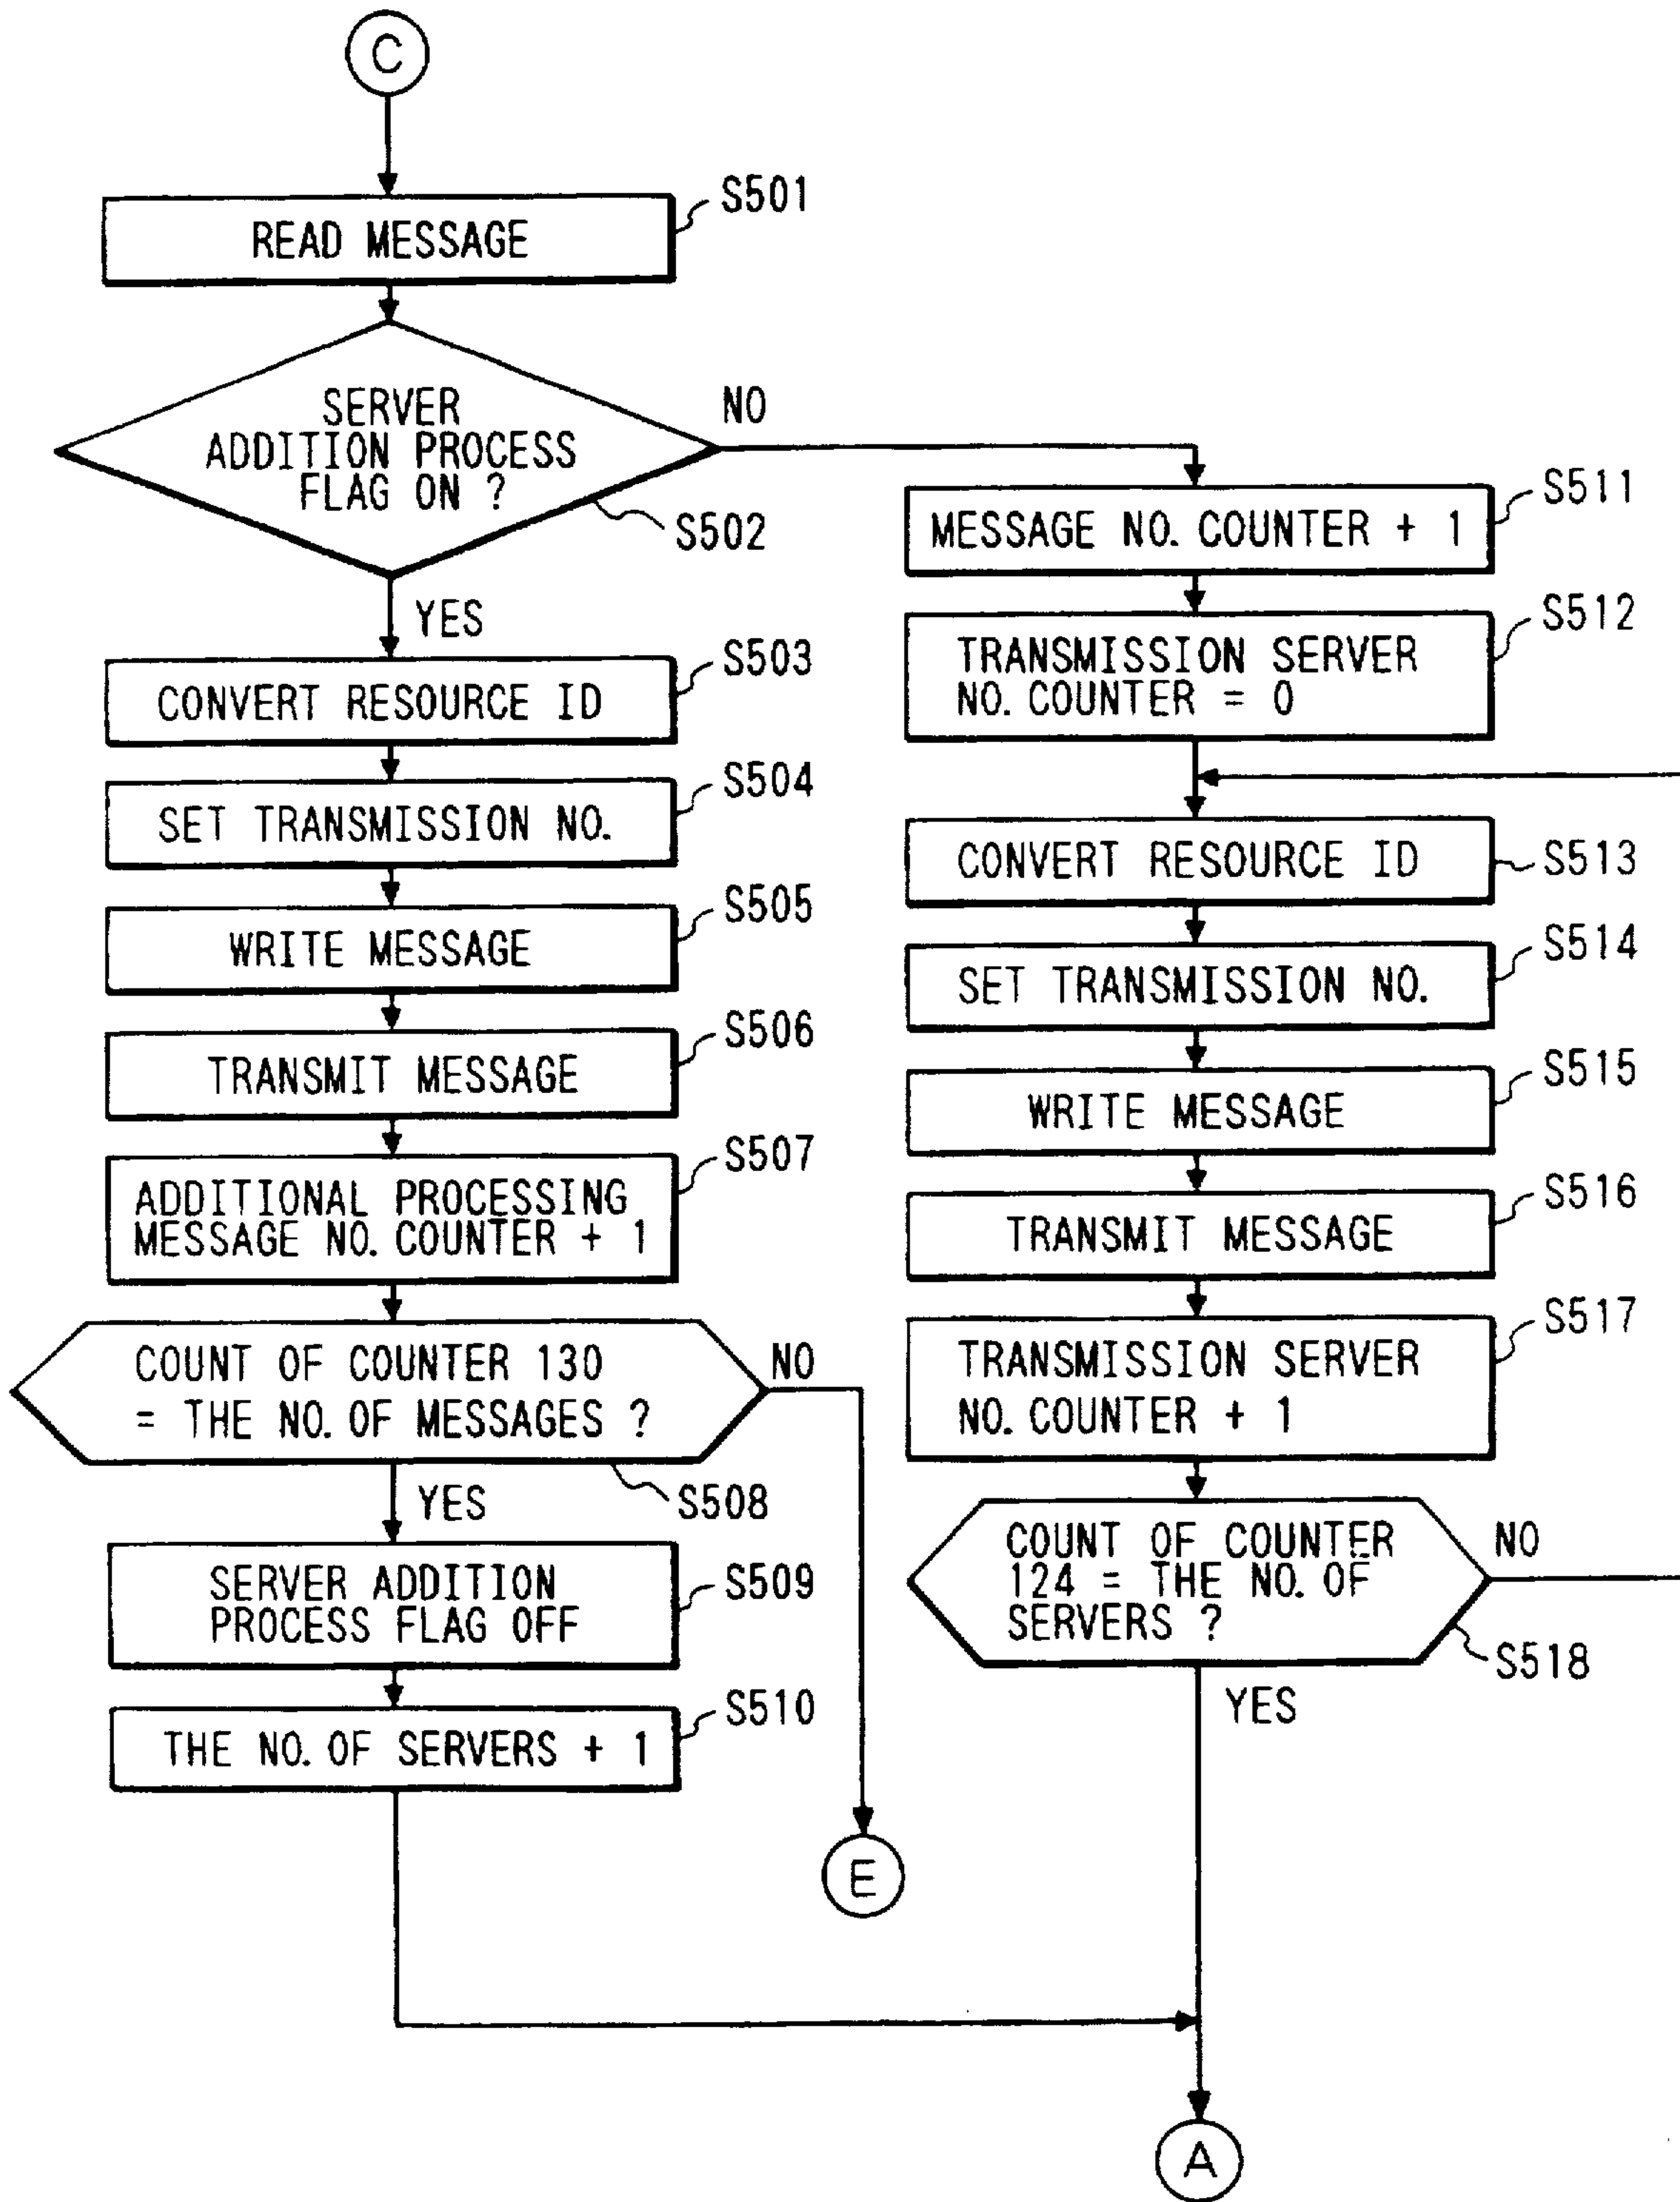 C
READ MESSAGE
S501
SERVER
ADDITION PROCESS
FLAG ON ?
S502
NO
YES
CONVERT RESOURCE ID
S503
SET TRANSMISSION NO.
S504
WRITE MESSAGE
S505
TRANSMIT MESSAGE
S506
ADDITIONAL PROCESSING
MESSAGE NO. COUNTER + 1
S507
COUNT OF COUNTER 130
= THE NO. OF MESSAGES ?
S508
NO
YES
SERVER ADDITION
PROCESS FLAG OFF
S509
THE NO. OF SERVERS + 1
S510
E
MESSAGE NO. COUNTER + 1
S511
TRANSMISSION SERVER
NO. COUNTER = 0
S512
CONVERT RESOURCE ID
S513
SET TRANSMISSION NO.
S514
WRITE MESSAGE
S515
TRANSMIT MESSAGE
S516
TRANSMISSION SERVER
NO. COUNTER + 1
S517
COUNT OF COUNTER
124 = THE NO. OF
SERVERS ?
S518
NO
YES
A